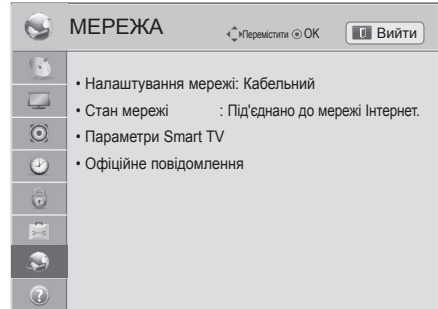 МЕРЕЖА Перемістити OK Вийти
• Налаштування мережі: Кабельний
• Стан мережі : Під'єднано до мережі Інтернет.
• Параметри Smart TV
• Офіційне повідомлення